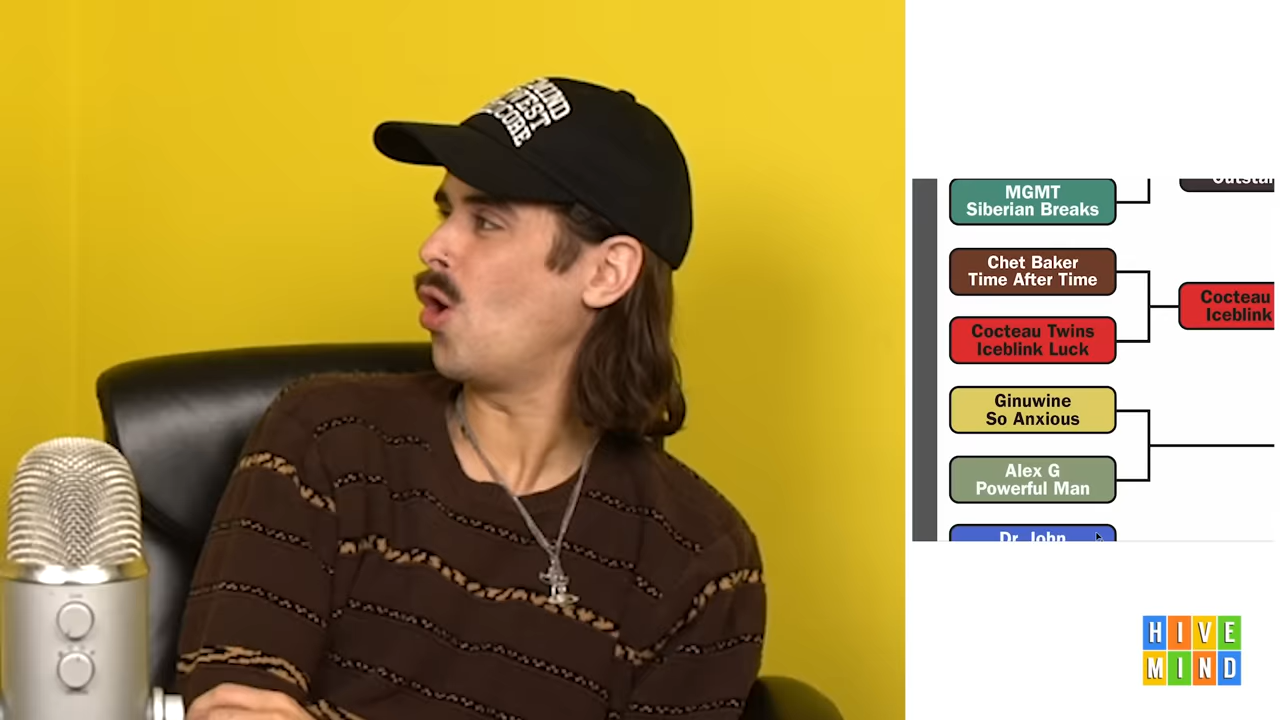 WEST
MGMT
Siberian Breaks
Chet Baker
Time After Time
Cocteau Twins
Iceblink Luck
Cocteau
Iceblink
Ginuwine
So Anxious
Alex G
Powerful Man
Dr. John
HIVE
MIND